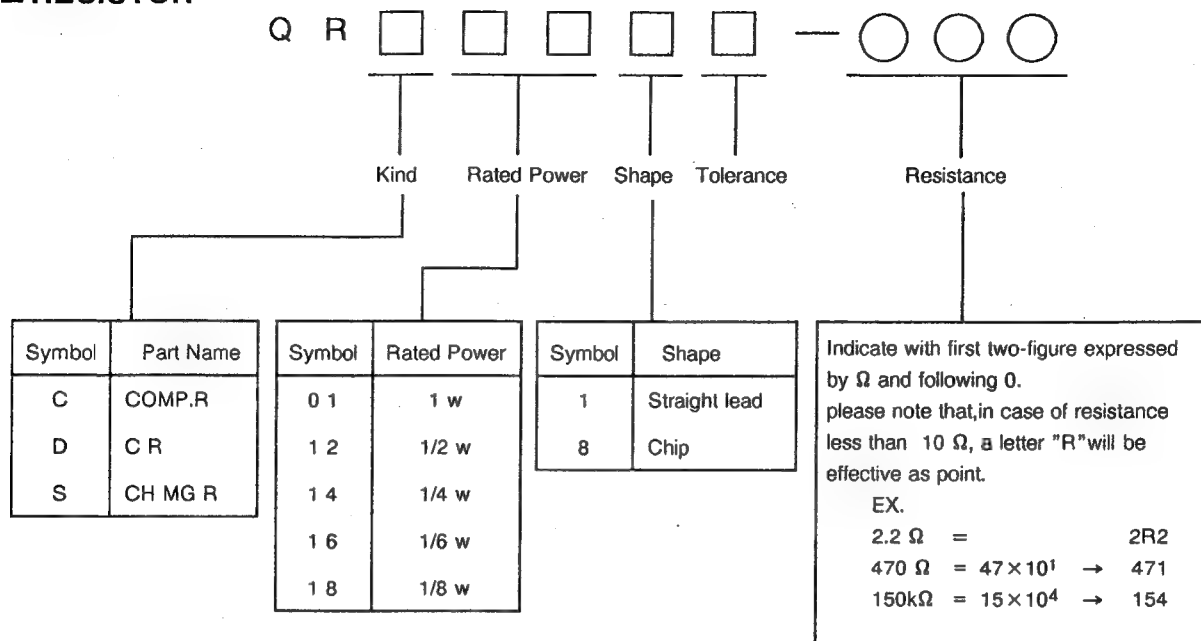 Q R □ □ □ □ □ — ○ ○ ○
Kind Rated Power Shape Tolerance Resistance
Symbol Part Name
C COMP.R
D C R
S CH MG R
Symbol Rated Power
0 1 1 w
1 2 1/2 w
1 4 1/4 w
1 6 1/6 w
1 8 1/8 w
Symbol Shape
1 Straight lead
8 Chip
Indicate with first two-figure expressed
by Ω and following 0.
please note that,in case of resistance
less than 10 Ω, a letter "R"will be
effective as point.
EX.
2.2 Ω = 2R2
470 Ω = 47×10¹ → 471
150kΩ = 15×10⁴ → 154